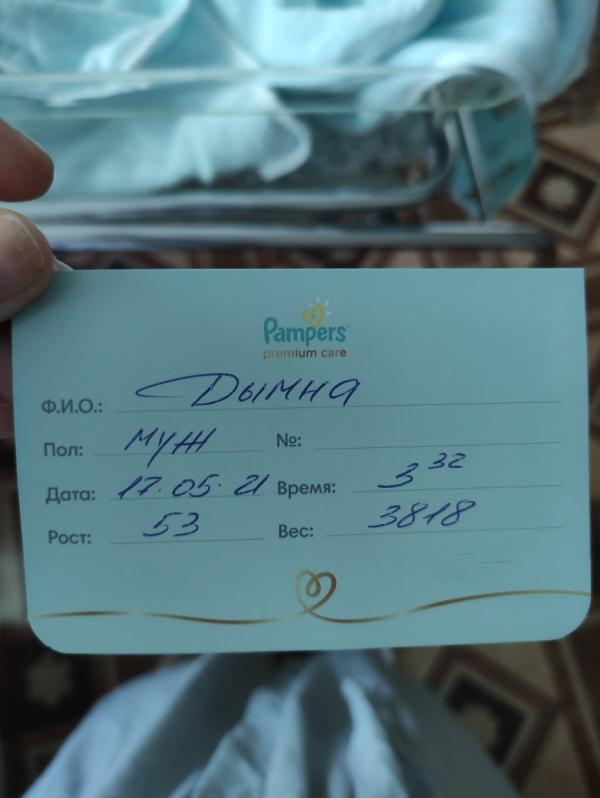 Pampers
premium care
Ф.И.О.: Дымна
Пол: муж №:
Дата: 17.05.21 Время: 3 32
Рост: 53 Вес: 3818